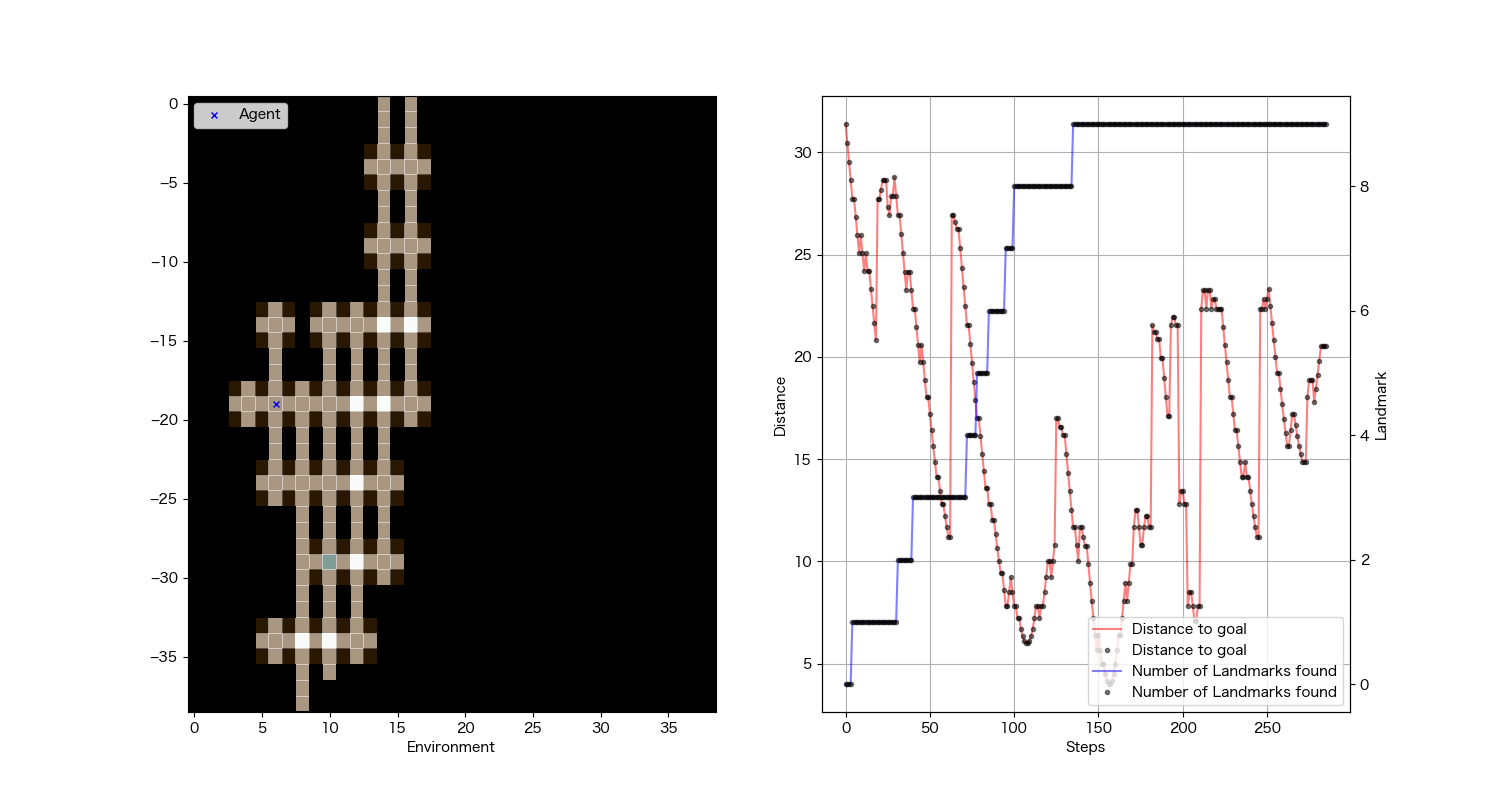 Agent
0
−5
−10
−15
−20
−25
−30
−35
0 5 10 15 20 25 30 35
Environment
Distance
30
25
20
15
10
5
0 50 100 150 200 250
Steps
8
6
4
2
0
Landmark
Distance to goal
Distance to goal
Number of Landmarks found
Number of Landmarks found